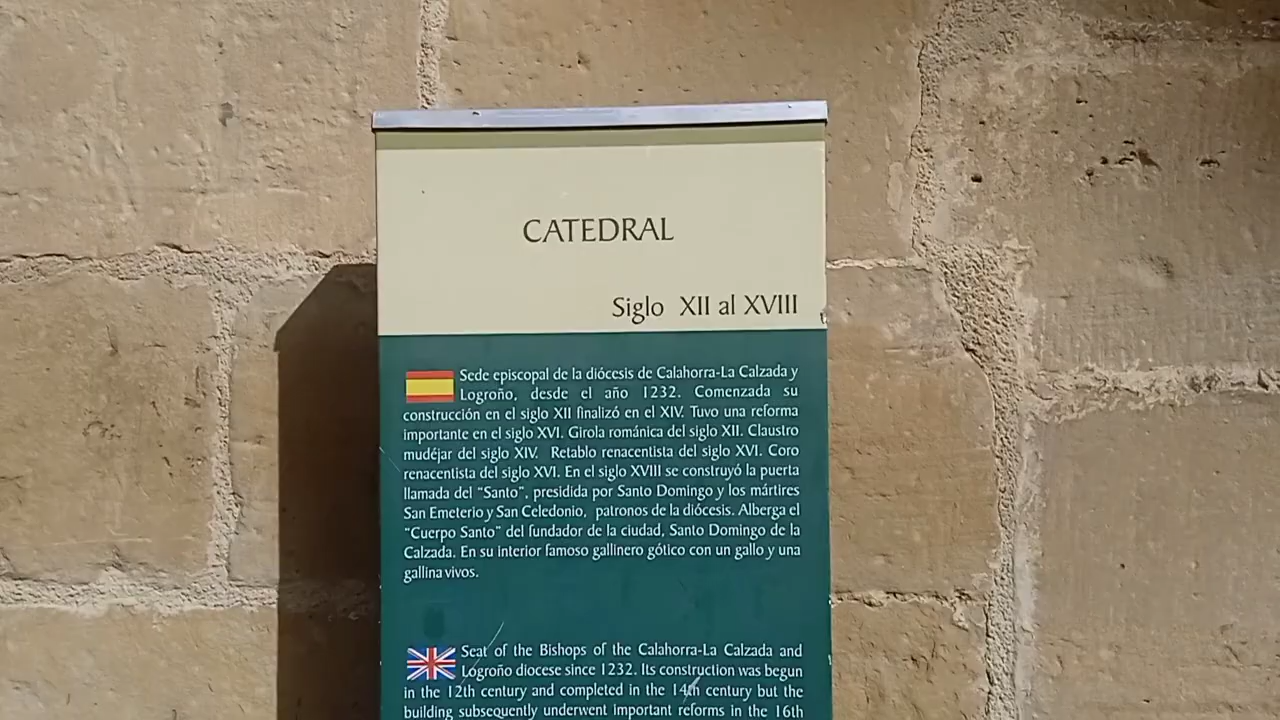 CATEDRAL
Siglo XII al XVIII
Sede episcopal de la diócesis de Calahorra-La Calzada y
Logroño, desde el año 1232. Comenzada su
construcción en el siglo XII finalizó en el XIV. Tuvo una reforma
importante en el siglo XVI. Girola románica del siglo XII. Claustro
mudéjar del siglo XIV. Retablo renacentista del siglo XVI. Coro
renacentista del siglo XVI. En el siglo XVIII se construyó la puerta
llamada del "Santo", presidida por Santo Domingo y los mártires
San Emeterio y San Celedonio, patronos de la diócesis. Alberga el
"Cuerpo Santo" del fundador de la ciudad, Santo Domingo de la
Calzada. En su interior famoso gallinero gótico con un gallo y una
gallina vivos.
Seat of the Bishops of the Calahorra-La Calzada and
Logroño diocese since 1232. Its construction was begun
in the 12th century and completed in the 14th century but the
building subsequently underwent important reforms in the 16th